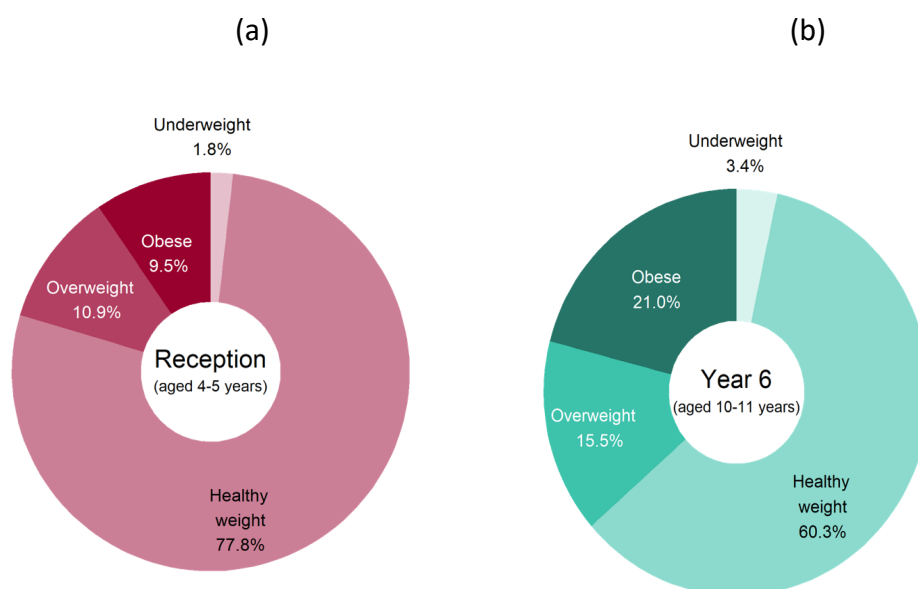 (a)
Underweight
1.8%
Obese
9.5%
Overweight
10.9%
Reception
(aged 4-5 years)
Healthy
weight
77.8%
(b)
Underweight
3.4%
Obese
21.0%
Overweight
15.5%
Year 6
(aged 10-11 years)
Healthy
weight
60.3%